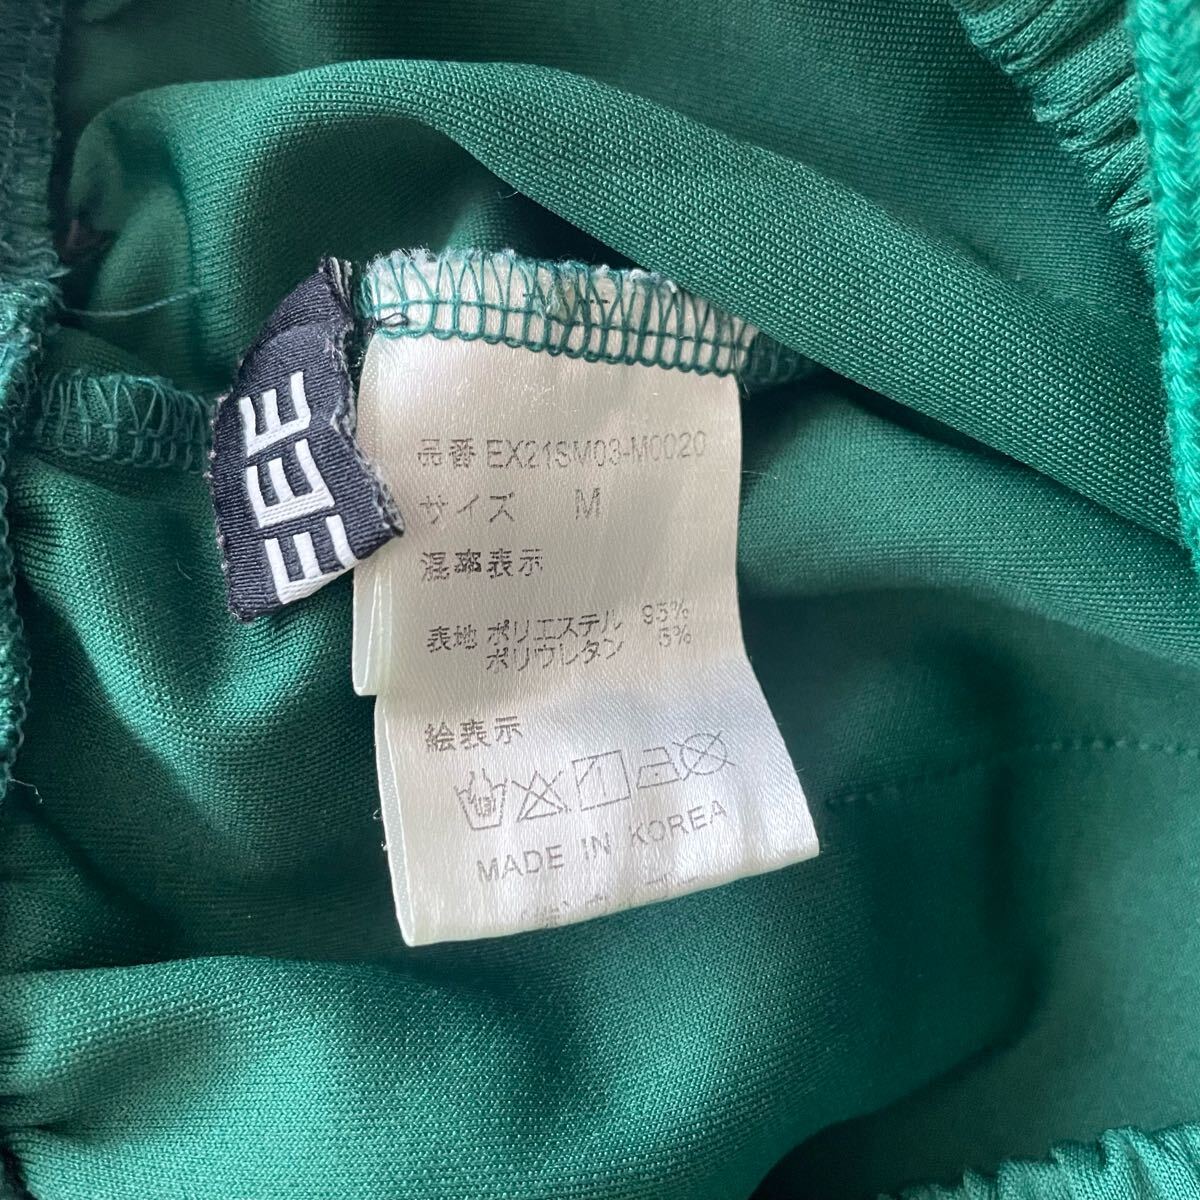 品番 EX21SM03-M0020
サイズ M
混率表示
表地 ポリエステル 95%
ポリウレタン 5%
絵表示
MADE IN KOREA